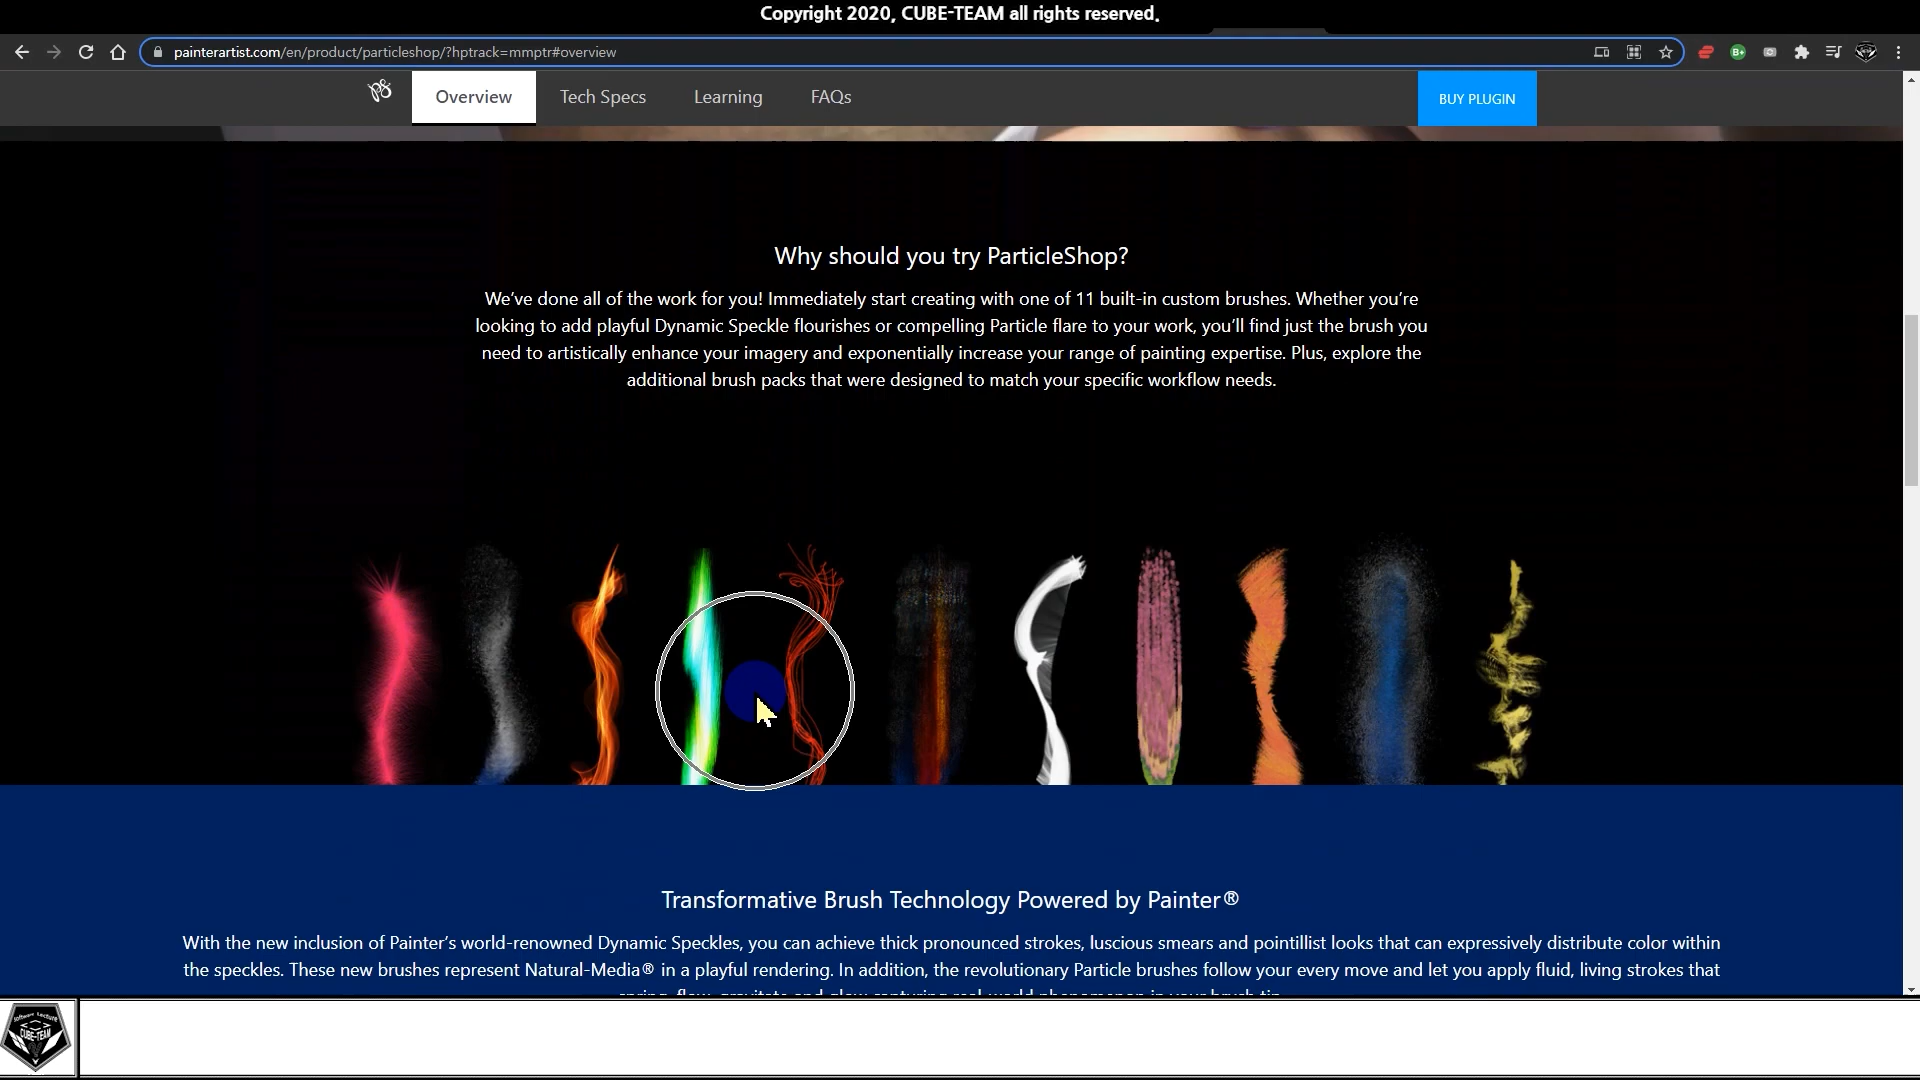 Copyright 2020, CUBE-TEAM all rights reserved.
painterartist.com/en/product/particleshop/?hptrack=mmptr#overview
Overview Tech Specs Learning FAQs BUY PLUGIN
Why should you try ParticleShop?
We’ve done all of the work for you! Immediately start creating with one of 11 built-in custom brushes. Whether you’re
looking to add playful Dynamic Speckle flourishes or compelling Particle flare to your work, you’ll find just the brush you
need to artistically enhance your imagery and exponentially increase your range of painting expertise. Plus, explore the
additional brush packs that were designed to match your specific workflow needs.
Transformative Brush Technology Powered by Painter®
With the new inclusion of Painter’s world-renowned Dynamic Speckles, you can achieve thick pronounced strokes, luscious smears and pointillist looks that can expressively distribute color within
the speckles. These new brushes represent Natural-Media® in a playful rendering. In addition, the revolutionary Particle brushes follow your every move and let you apply fluid, living strokes that
Software Lecture
CUBE-TEAM